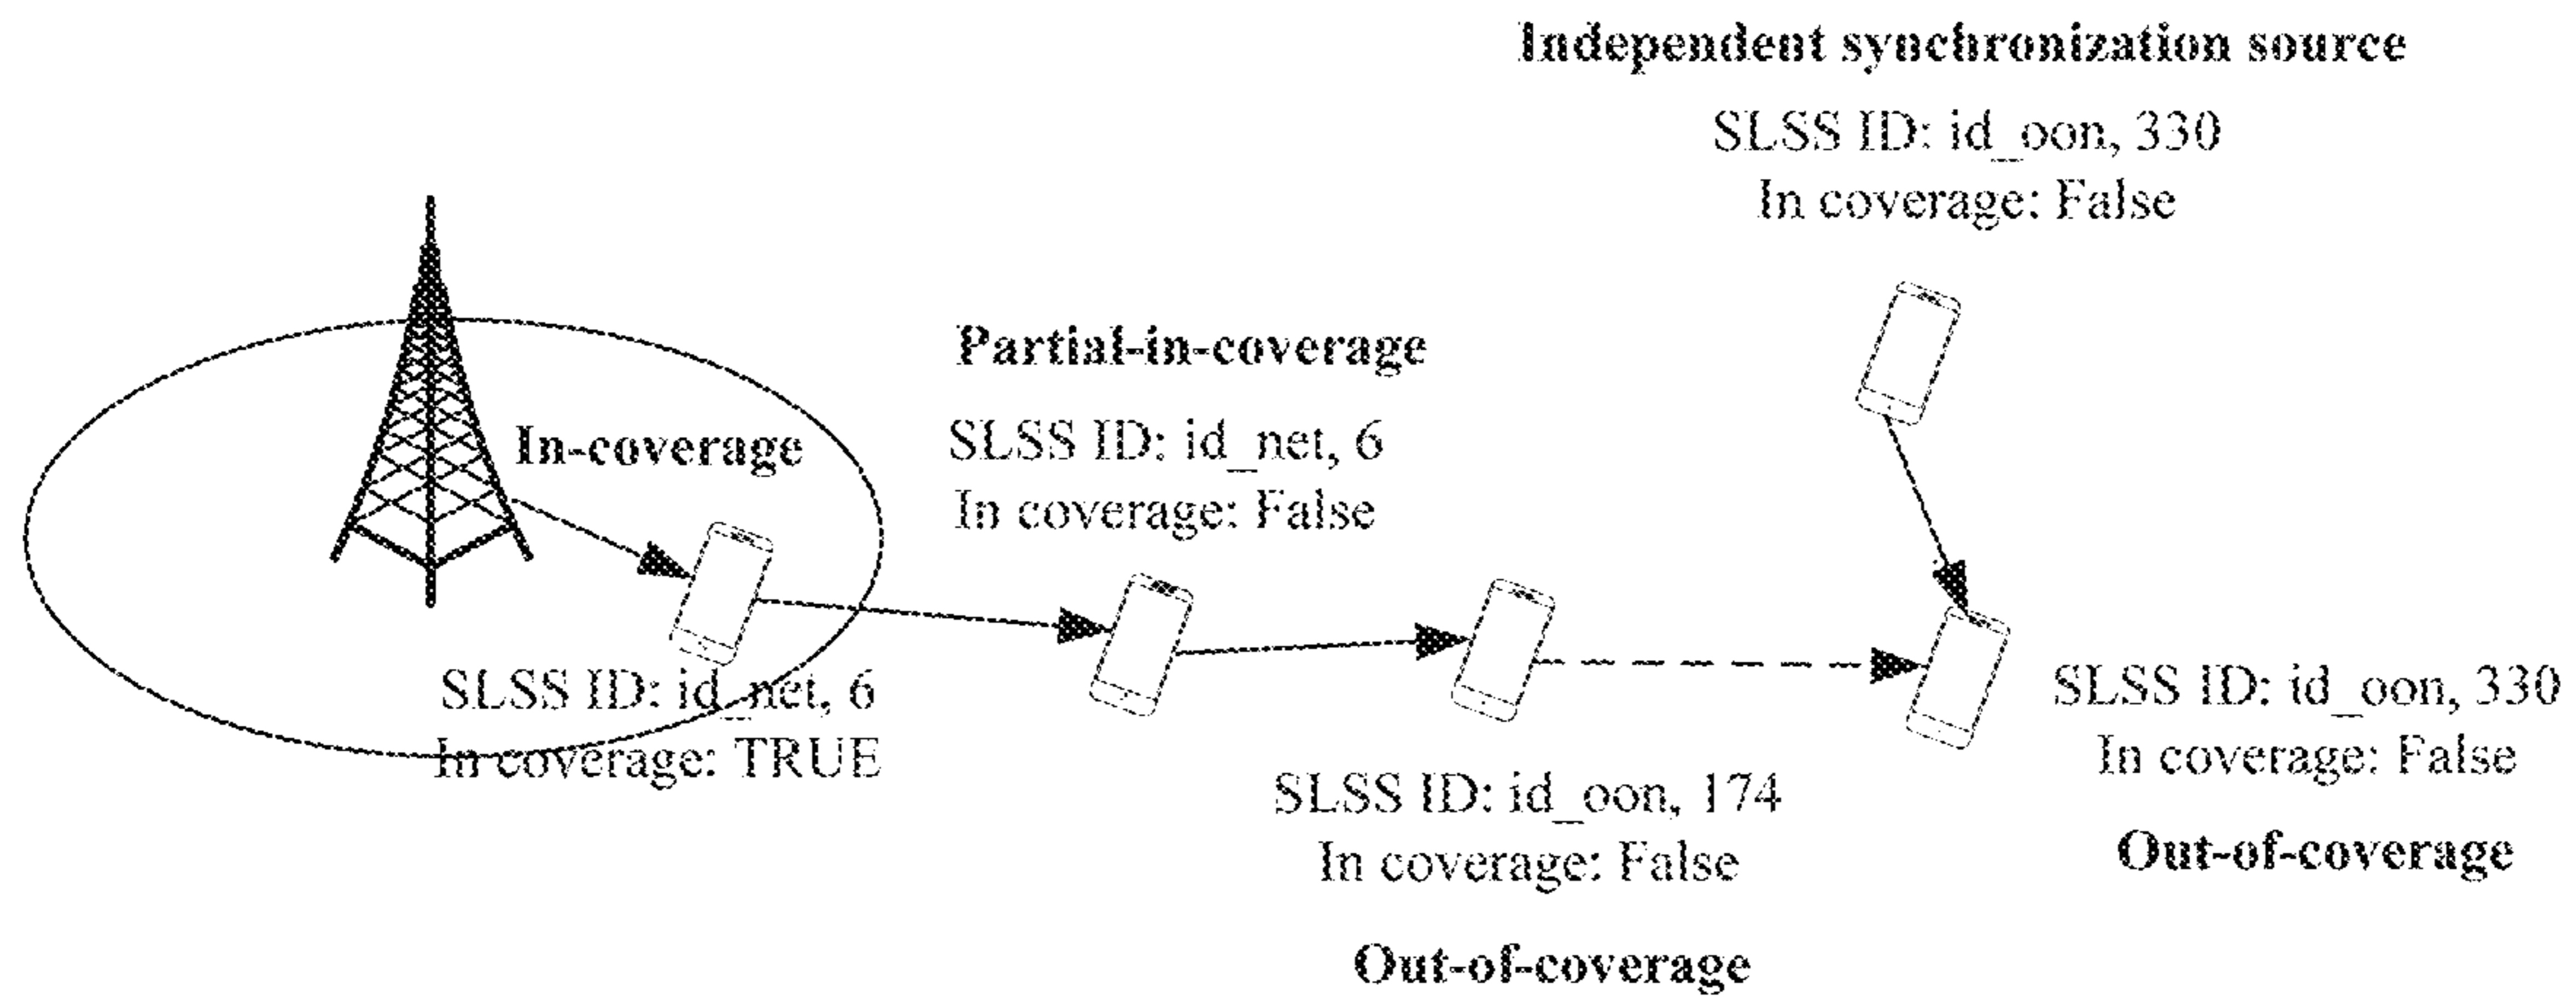 Independent synchronization source
SLSS ID: id_oon, 330
In coverage: False
Partial-in-coverage
SLSS ID: id_net, 6
In coverage: False
In-coverage
SLSS ID: id_net, 6
In coverage: TRUE
SLSS ID: id_oon, 174
In coverage: False
Out-of-coverage
SLSS ID: id_oon, 330
In coverage: False
Out-of-coverage